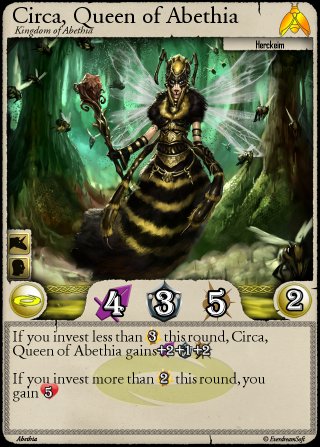 Circa, Queen of Abethia
Kingdom of Abethia
Herckeim
4 3 5 2
If you invest less than 3 this round, Circa,
Queen of Abethia gains +2 +1 +2
If you invest more than 2 this round, you
gain 5
Abethia © EverdreamSoft